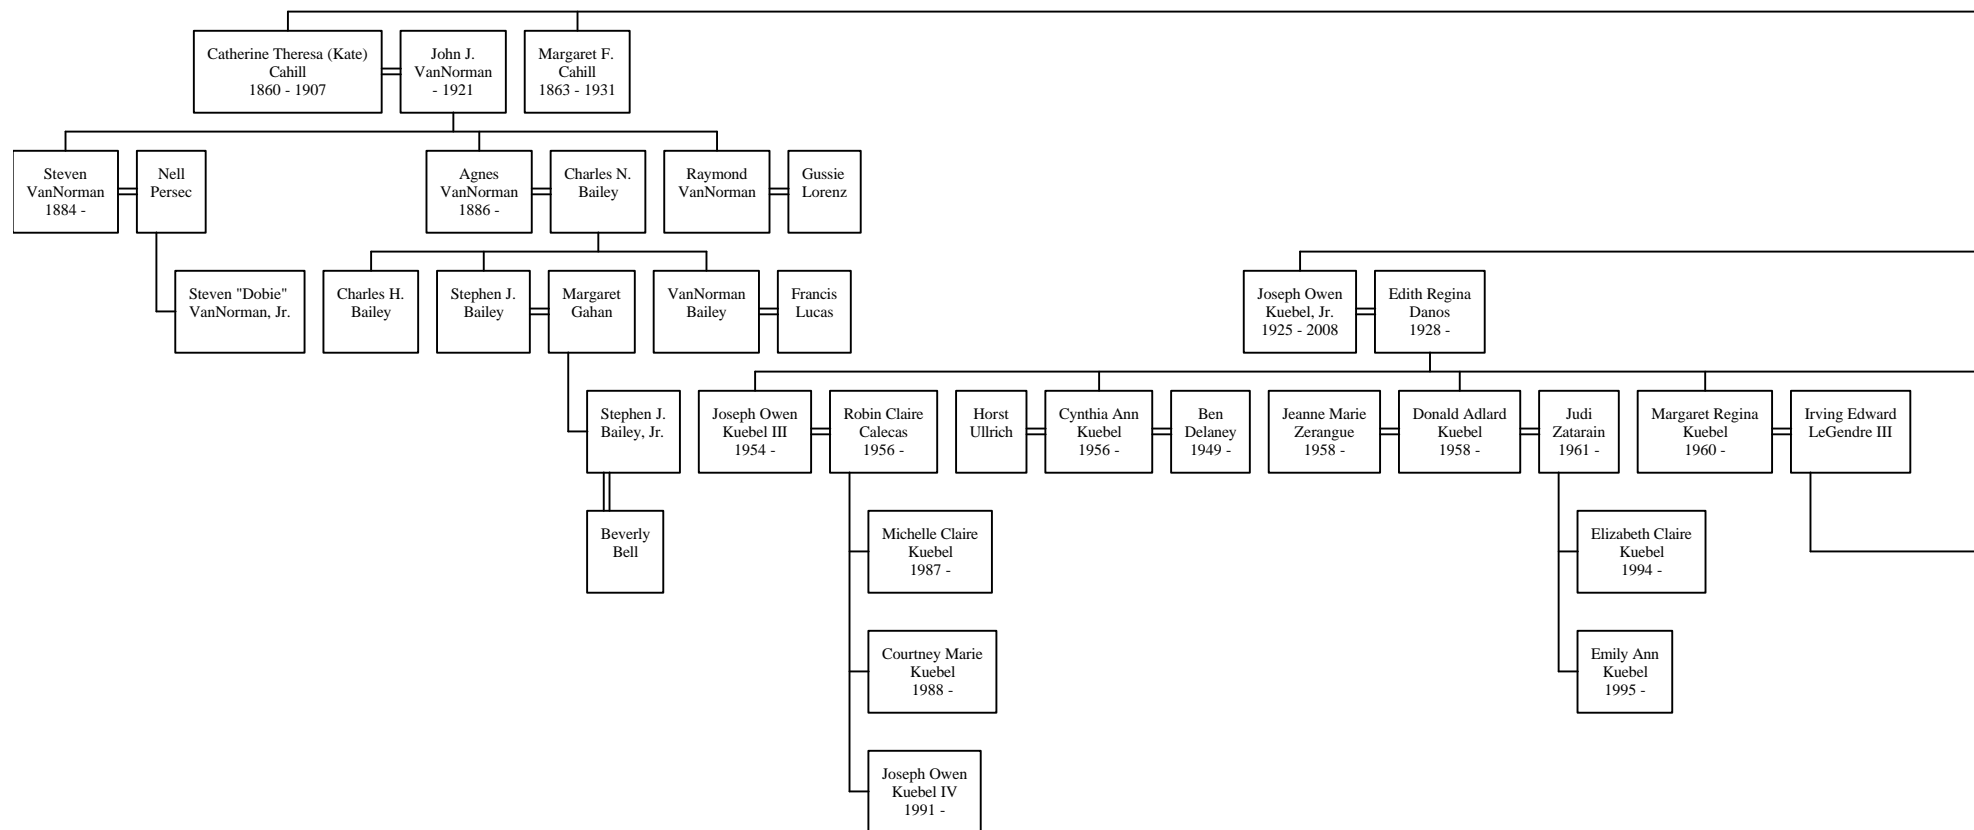 Catherine Theresa (Kate)
Cahill
1860 - 1907
John J.
VanNorman
- 1921
Margaret F.
Cahill
1863 - 1931
Steven
VanNorman
1884 -
Nell
Persec
Agnes
VanNorman
1886 -
Charles N.
Bailey
Raymond
VanNorman
Gussie
Lorenz
Steven "Dobie"
VanNorman, Jr.
Charles H.
Bailey
Stephen J.
Bailey
Margaret
Gahan
VanNorman
Bailey
Francis
Lucas
Joseph Owen
Kuebel, Jr.
1925 - 2008
Edith Regina
Danos
1928 -
Stephen J.
Bailey, Jr.
Joseph Owen
Kuebel III
1954 -
Robin Claire
Calecas
1956 -
Horst
Ullrich
Cynthia Ann
Kuebel
1956 -
Ben
Delaney
1949 -
Jeanne Marie
Zerangue
1958 -
Donald Adlard
Kuebel
1958 -
Judi
Zatarain
1961 -
Margaret Regina
Kuebel
1960 -
Irving Edward
LeGendre III
Beverly
Bell
Michelle Claire
Kuebel
1987 -
Elizabeth Claire
Kuebel
1994 -
Courtney Marie
Kuebel
1988 -
Emily Ann
Kuebel
1995 -
Joseph Owen
Kuebel IV
1991 -